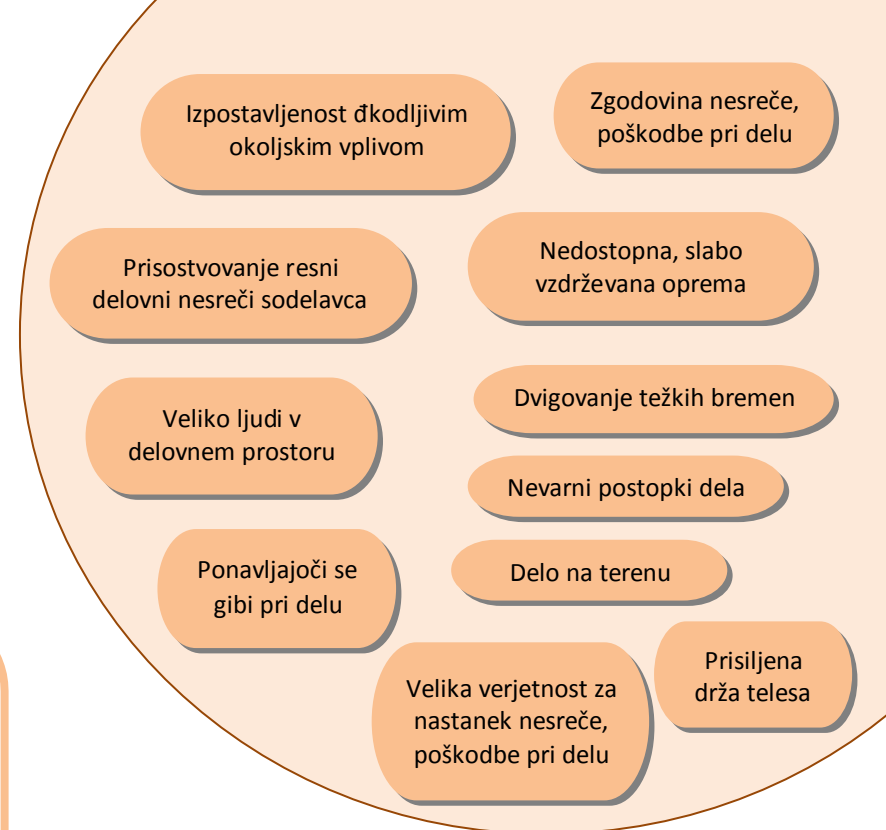 Izpostavljenost đkodljivim
okoljskim vplivom
Zgodovina nesreče,
poškodbe pri delu
Prisostvovanje resni
delovni nesreči sodelavca
Nedostopna, slabo
vzdrževana oprema
Veliko ljudi v
delovnem prostoru
Dvigovanje težkih bremen
Nevarni postopki dela
Ponavljajoči se
gibi pri delu
Delo na terenu
Velika verjetnost za
nastanek nesreče,
poškodbe pri delu
Prisiljena
drža telesa